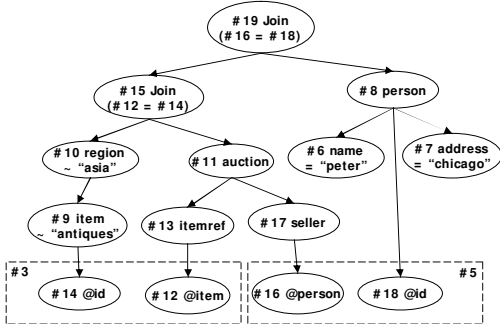 #19 Join
(#16 = #18)
#15 Join
(#12 = #14)
#8 person
#10 region
~ “asia”
#11 auction
#6 name
= “peter”
#7 address
= “chicago”
#9 item
~ “antiques”
#13 itemref
#17 seller
#3
#5
#14 @id
#12 @item
#16 @person
#18 @id